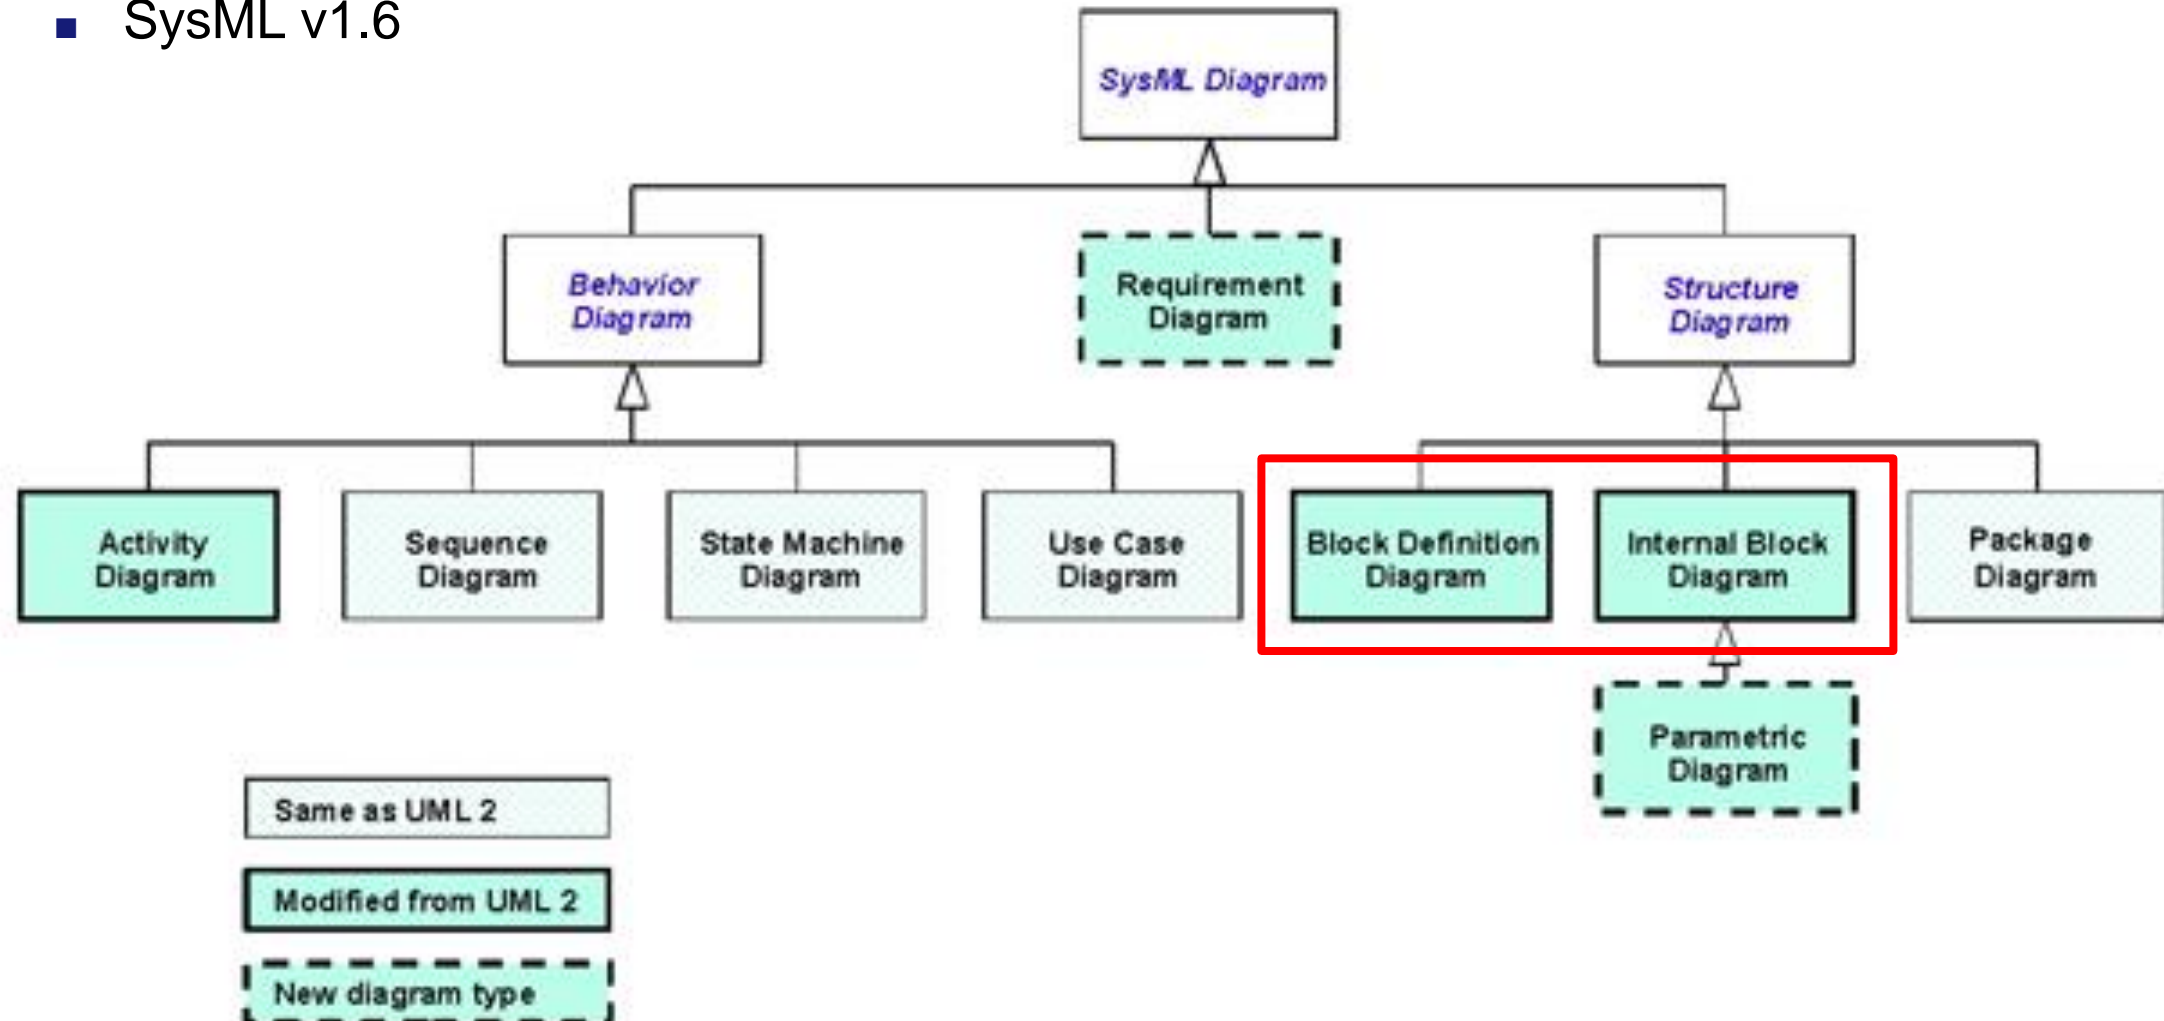 SysML v1.6
SysML Diagram
Behavior
Diagram
Requirement
Diagram
Structure
Diagram
Activity
Diagram
Sequence
Diagram
State Machine
Diagram
Use Case
Diagram
Block Definition
Diagram
Internal Block
Diagram
Package
Diagram
Parametric
Diagram
Same as UML 2
Modified from UML 2
New diagram type